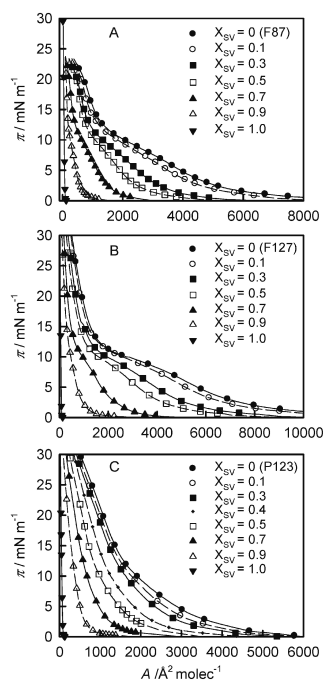 30
25
20
15
10
5
0
π / mN m⁻¹
A
X_SV = 0 (F87)
X_SV = 0.1
X_SV = 0.3
X_SV = 0.5
X_SV = 0.7
X_SV = 0.9
X_SV = 1.0
0 2000 4000 6000 8000
30
25
20
15
10
5
0
π / mN m⁻¹
B
X_SV = 0 (F127)
X_SV = 0.1
X_SV = 0.3
X_SV = 0.5
X_SV = 0.7
X_SV = 0.9
X_SV = 1.0
0 2000 4000 6000 8000 10000
30
25
20
15
10
5
0
π / mN m⁻¹
C
X_SV = 0 (P123)
X_SV = 0.1
X_SV = 0.3
X_SV = 0.4
X_SV = 0.5
X_SV = 0.7
X_SV = 0.9
X_SV = 1.0
0 1000 2000 3000 4000 5000 6000
A /Å² molec⁻¹